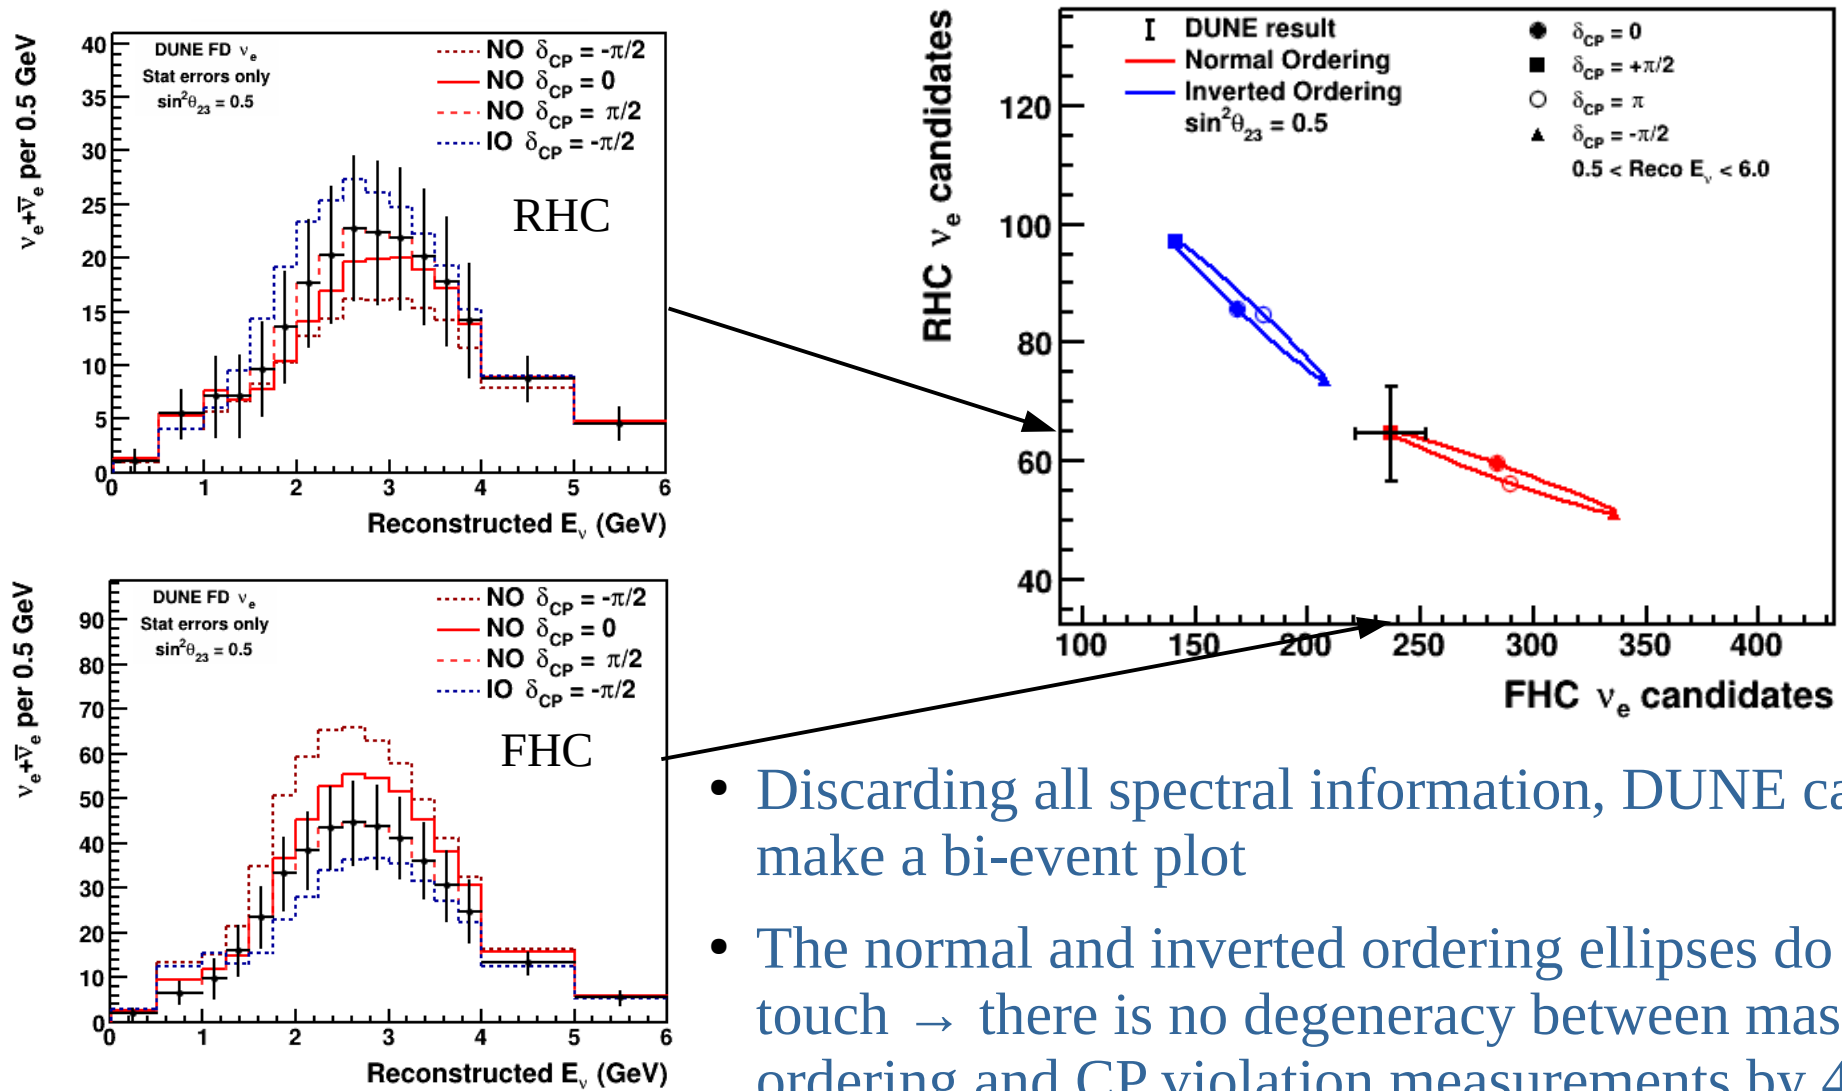 DUNE FD νe
Stat errors only
sin²θ23 = 0.5
NO δCP = -π/2
NO δCP = 0
NO δCP = π/2
IO δCP = -π/2
RHC
νe+ν̅e per 0.5 GeV
40
35
30
25
20
15
10
5
0
0 1 2 3 4 5 6
Reconstructed Eν (GeV)
DUNE FD νe
Stat errors only
sin²θ23 = 0.5
NO δCP = -π/2
NO δCP = 0
NO δCP = π/2
IO δCP = -π/2
FHC
νe+ν̅e per 0.5 GeV
90
80
70
60
50
40
30
20
10
0
0 1 2 3 4 5 6
Reconstructed Eν (GeV)
DUNE result
Normal Ordering
Inverted Ordering
sin²θ23 = 0.5
δCP = 0
δCP = +π/2
δCP = π
δCP = -π/2
0.5 < Reco Eν < 6.0
RHC νe candidates
120
100
80
60
40
100 150 200 250 300 350 400
FHC νe candidates
• Discarding all spectral information, DUNE
make a bi-event plot
• The normal and inverted ordering ellipses do
touch → there is no degeneracy between
ordering and CP violation measurements by